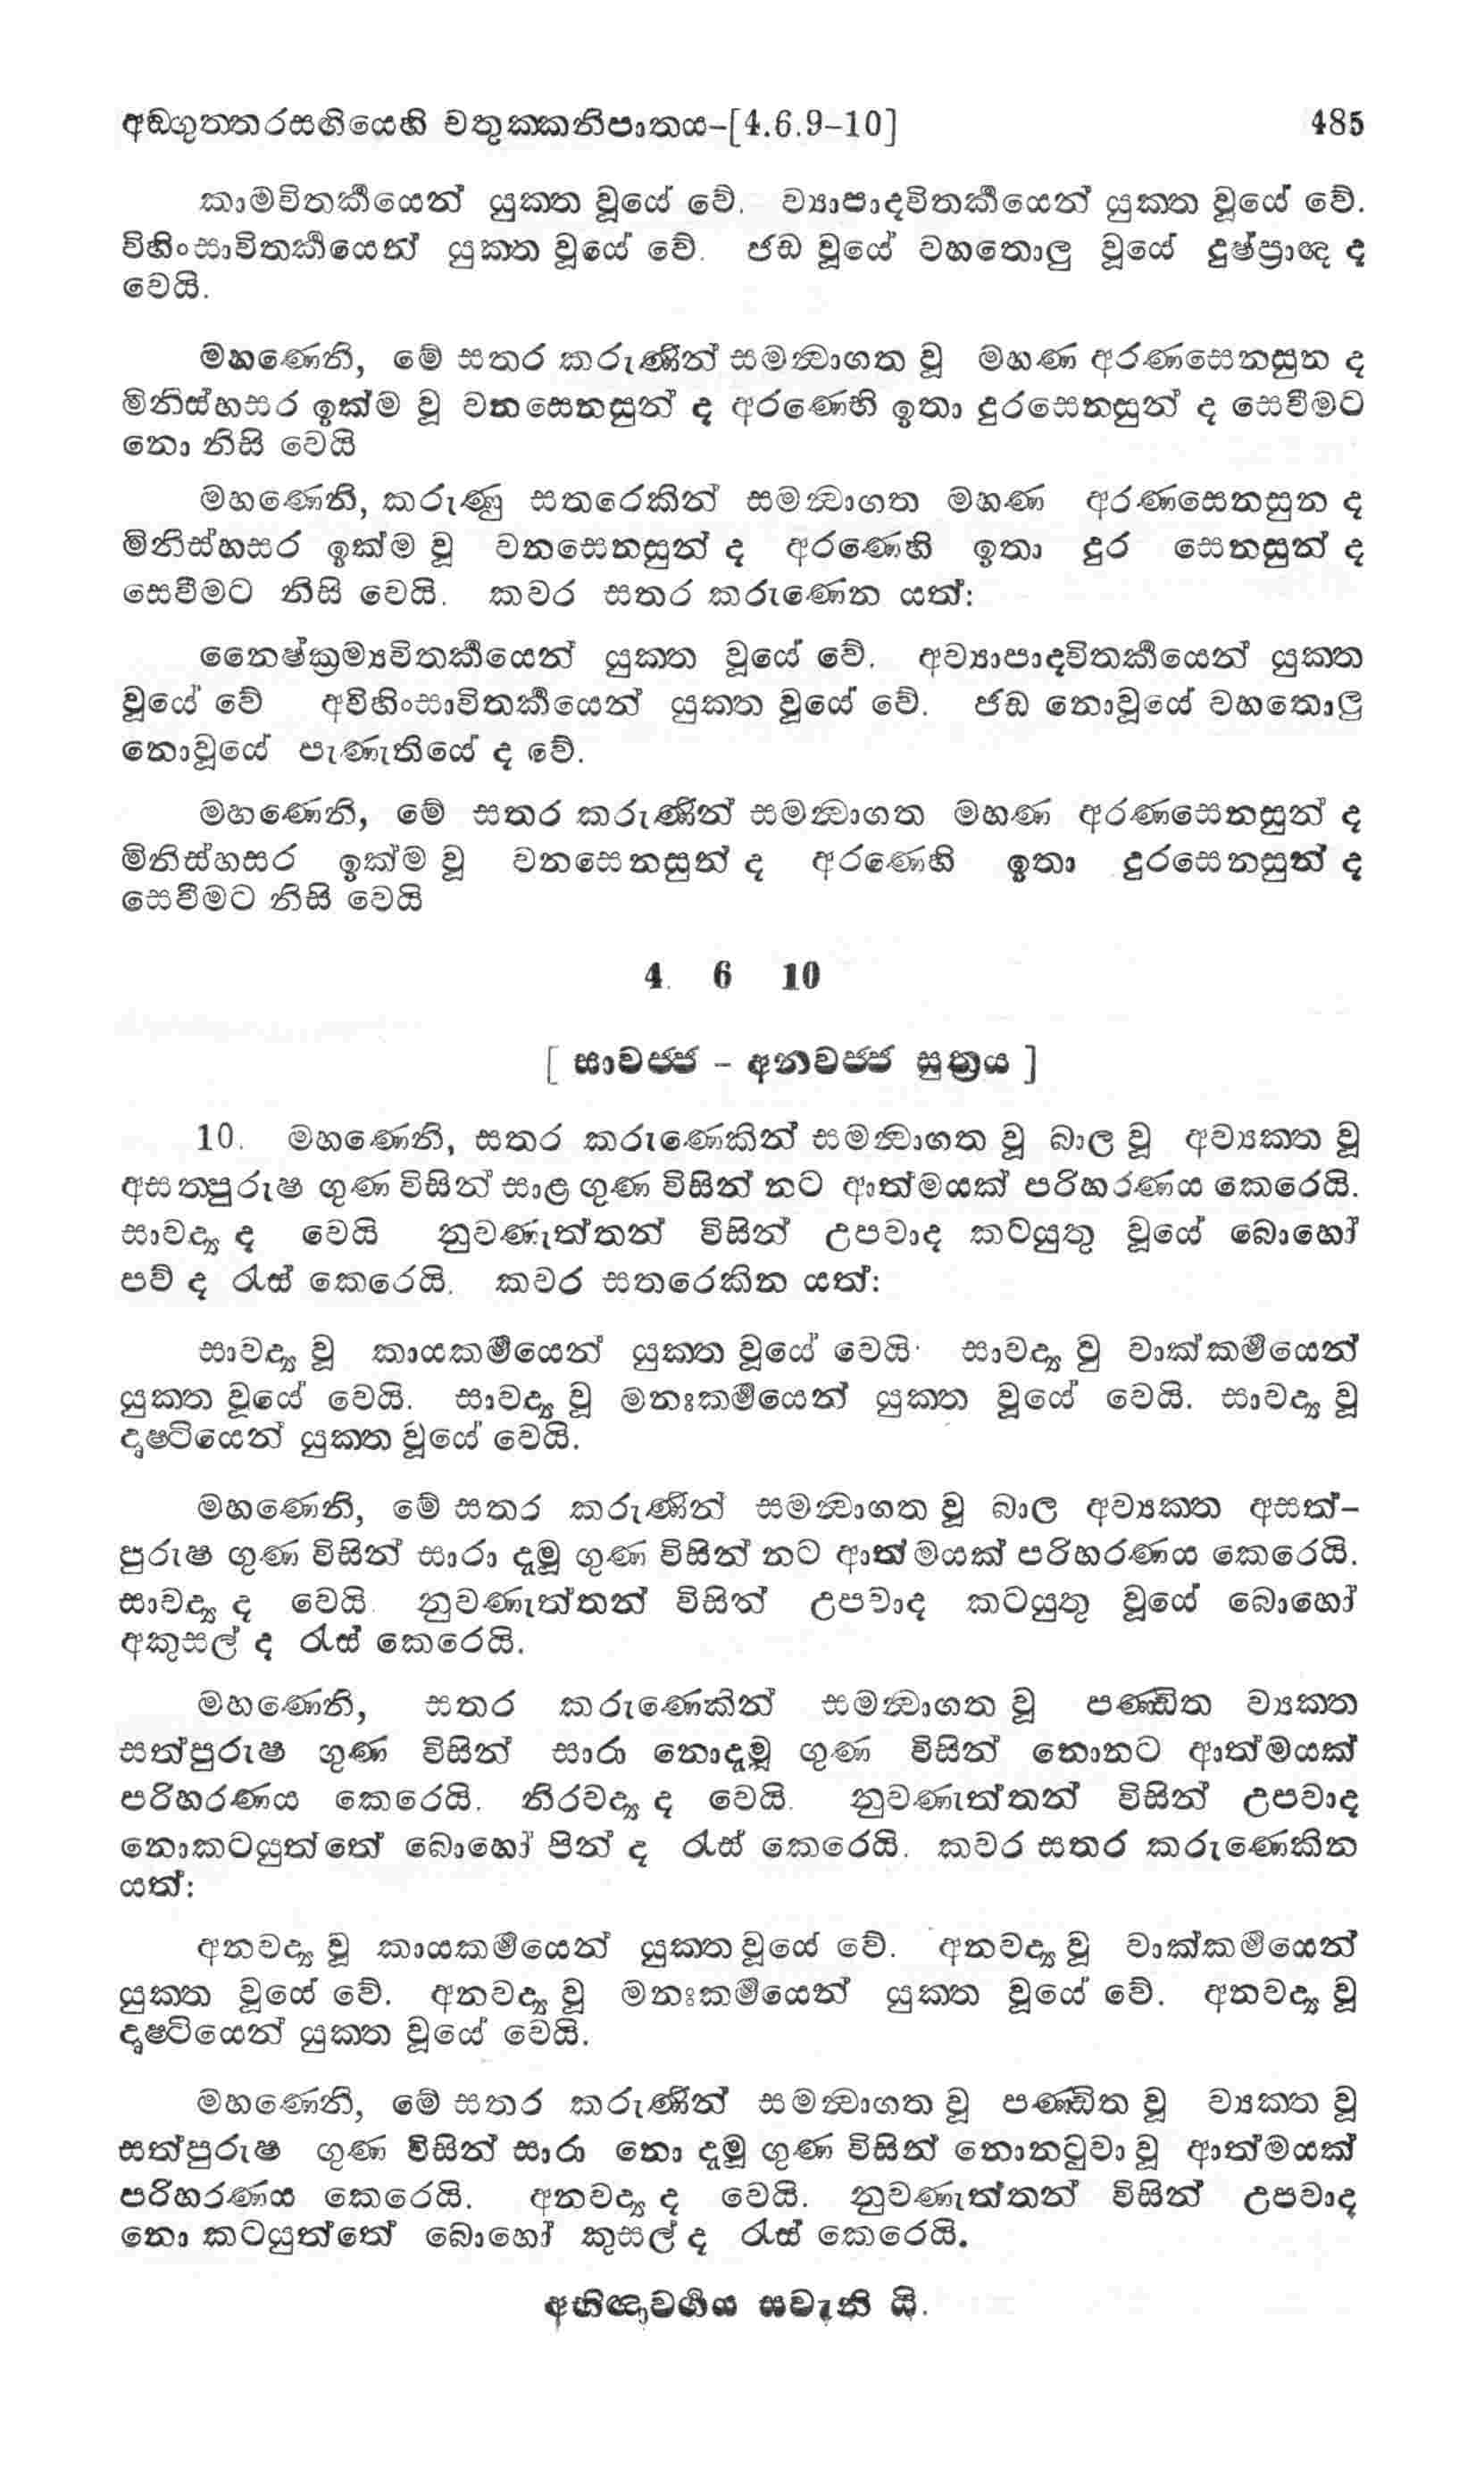 අඞ්ගුත්තරසඟියෙහි චතුක්කනිපාතය–[4.6.9–10] 485
කාමවිතර්කයෙන් යුක්ත වූයේ වේ. ව්‍යාපාදවිතර්කයෙන් යුක්ත වූයේ වේ.
විහිංසාවිතර්කයෙන් යුක්ත වූයේ වේ. ජඩ වූයේ වහතොලු වූයේ දුෂ්ප්‍රාඥ ද
වෙයි.
මහණෙනි, මේ සතර කරුණින් සමන්‍වාගත වූ මහණ අරණසෙනසුන ද
මිනිස්හසර ඉක්ම වූ වනසෙනසුන් ද අරණෙහි ඉතා දුරසෙනසුන් ද සෙවීමට
නො නිසි වෙයි
මහණෙනි, කරුණු සතරෙකින් සමන්‍වාගත මහණ අරණසෙනසුන ද
මිනිස්හසර ඉක්ම වූ වනසෙනසුන් ද අරණෙහි ඉතා දුර සෙනසුන් ද
සෙවීමට නිසි වෙයි. කවර සතර කරුණෙන යත්:
නෛෂ්ක්‍රම්‍යවිතර්කයෙන් යුක්ත වූයේ වේ. අව්‍යාපාදවිතර්කයෙන් යුක්ත
වූයේ වේ අවිහිංසාවිතර්කයෙන් යුක්ත වූයේ වේ. ජඩ නොවූයේ වහතොලු
නොවූයේ පැණැතියේ ද වේ.
මහණෙනි, මේ සතර කරුණින් සමන්‍වාගත මහණ අරණසෙනසුන් ද
මිනිස්හසර ඉක්ම වූ වනසෙනසුන් ද අරණෙහි ඉතා දුරසෙනසුන් ද
සෙවීමට නිසි වෙයි
4. 6 10
[ සාවජ්ජ – අනවජ්ජ සුත්‍රය ]
10. මහණෙනි, සතර කරුණෙකින් සමන්‍වාගත වූ බාල වූ අව්‍යක්ත වූ
අසත්පුරුෂ ගුණ විසින් සාළ ගුණ විසින් නට ආත්මයක් පරිහරණය කෙරෙයි.
සාවද්‍ය ද වෙයි නුවණැත්තන් විසින් උපවාද කටයුතු වූයේ බොහෝ
පව් ද රැස් කෙරෙයි. කවර සතරෙකින යත්:
සාවද්‍ය වූ කායකර්මයෙන් යුක්ත වූයේ වෙයි. සාවද්‍ය වු වාක්කර්මයෙන්
යුක්ත වූයේ වෙයි. සාවද්‍ය වූ මනඃකර්මයෙන් යුක්ත වූයේ වෙයි. සාවද්‍ය වූ
දෘෂ්ටියෙන් යුක්ත වූයේ වෙයි.
මහණෙනි, මේ සතර කරුණින් සමන්‍වාගත වූ බාල අව්‍යක්ත අසත්–
පුරුෂ ගුණ විසින් සාරා දැමූ ගුණ විසින් නට ආත්මයක් පරිහරණය කෙරෙයි.
සාවද්‍ය ද වෙයි. නුවණැත්තන් විසින් උපවාද කටයුතු වූයේ බොහෝ
අකුසල් ද රැස් කෙරෙයි.
මහණෙනි, සතර කරුණෙකින් සමන්‍වාගත වූ පණ්ඩිත ව්‍යක්ත
සත්පුරුෂ ගුණ විසින් සාරා නොදැමූ ගුණ විසින් නොනට ආත්මයක්
පරිහරණය කෙරෙයි. නිරවද්‍ය ද වෙයි. නුවණැත්තන් විසින් උපවාද
නොකටයුත්තේ බොහෝ පින් ද රැස් කෙරෙයි. කවර සතර කරුණෙකින
යත්:
අනවද්‍ය වූ කායකර්මයෙන් යුක්ත වූයේ වේ. අනවද්‍ය වූ වාක්කර්මයෙන්
යුක්ත වූයේ වේ. අනවද්‍ය වූ මනඃකර්මයෙන් යුක්ත වූයේ වේ. අනවද්‍ය වූ
දෘෂ්ටියෙන් යුක්ත වූයේ වෙයි.
මහණෙනි, මේ සතර කරුණින් සමන්‍වාගත වූ පණ්ඩිත වූ ව්‍යක්ත වූ
සත්පුරුෂ ගුණ විසින් සාරා නො දැමූ ගුණ විසින් නොනටුවා වූ ආත්මයක්
පරිහරණය කෙරෙයි. අනවද්‍ය ද වෙයි. නුවණැත්තන් විසින් උපවාද
නො කටයුත්තේ බොහෝ කුසල් ද රැස් කෙරෙයි.
අභිඥාවර්ගය සවැනි යි.